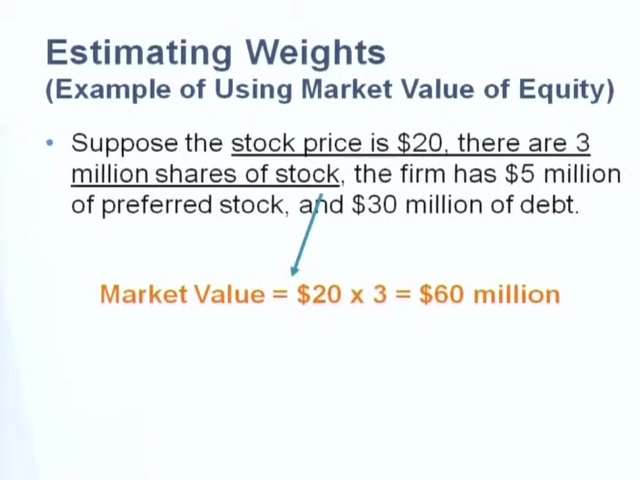 Estimating Weights
(Example of Using Market Value of Equity)
• Suppose the stock price is $20, there are 3
million shares of stock, the firm has $5 million
of preferred stock, and $30 million of debt.
Market Value = $20 x 3 = $60 million